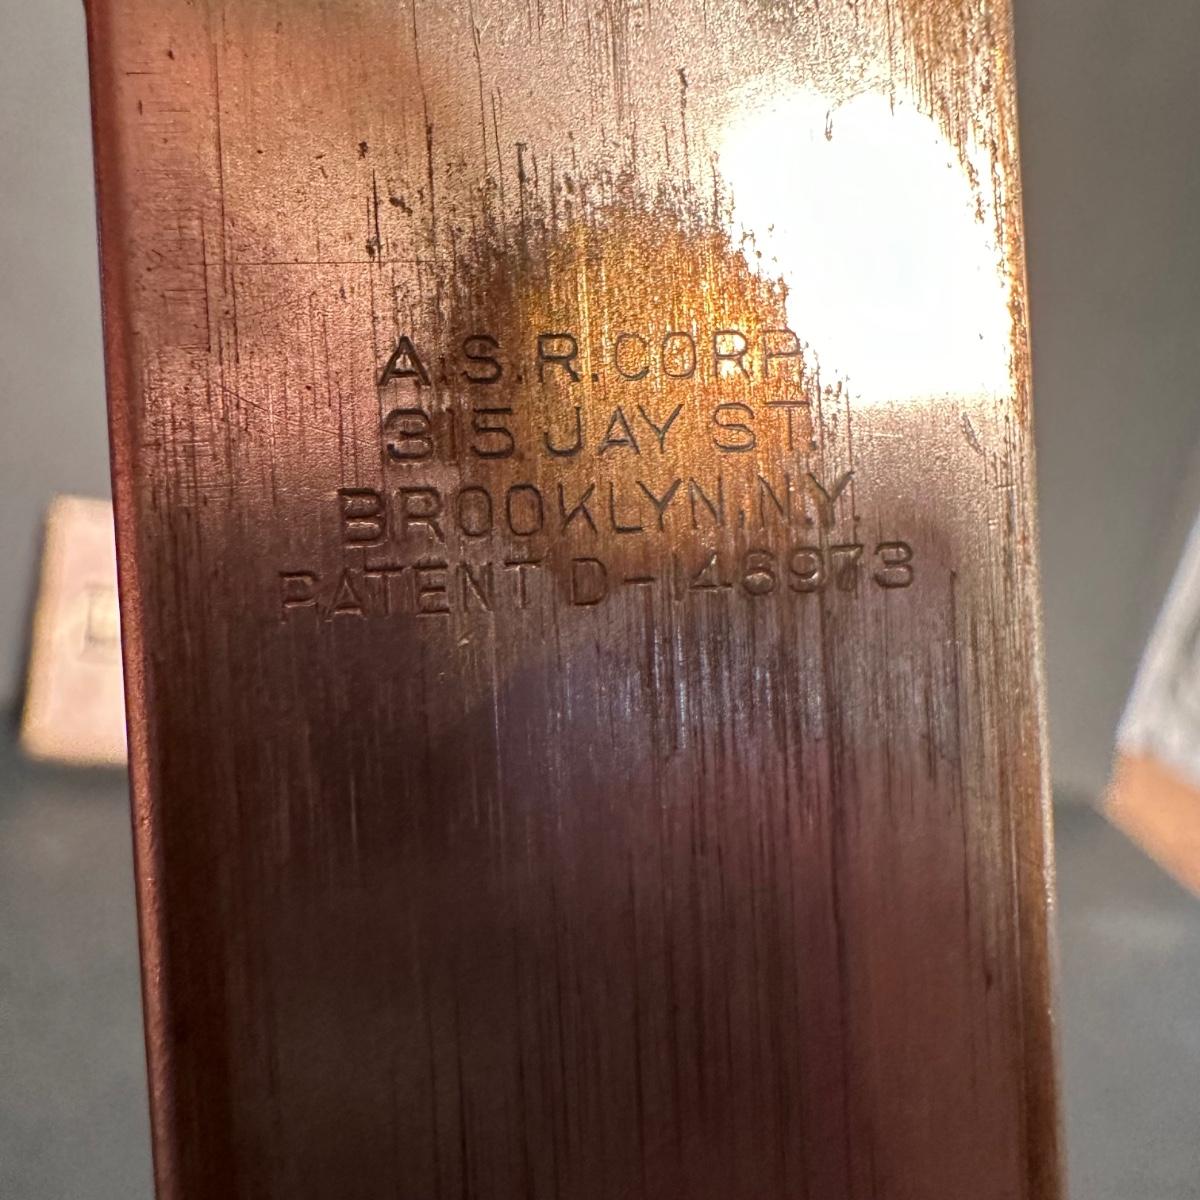 A.S.R. CORP.
315 JAY ST.
BROOKLYN, N.Y.
PATENT D-146973